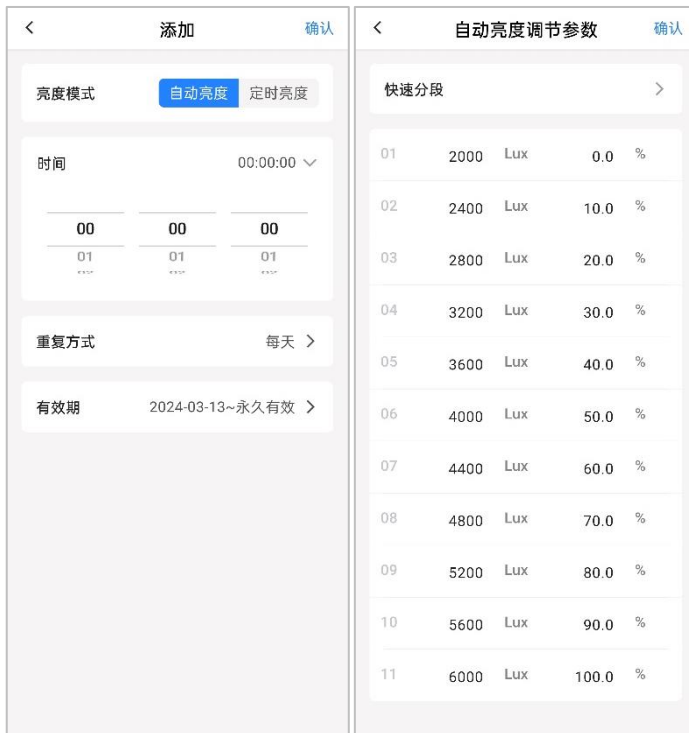 添加
确认
亮度模式
自动亮度 定时亮度
时间
00:00:00
00 00 00
01 01 01
重复方式
每天
有效期
2024-03-13~永久有效
自动亮度调节参数
确认
快速分段
01 2000 Lux 0.0 %
02 2400 Lux 10.0 %
03 2800 Lux 20.0 %
04 3200 Lux 30.0 %
05 3600 Lux 40.0 %
06 4000 Lux 50.0 %
07 4400 Lux 60.0 %
08 4800 Lux 70.0 %
09 5200 Lux 80.0 %
10 5600 Lux 90.0 %
11 6000 Lux 100.0 %